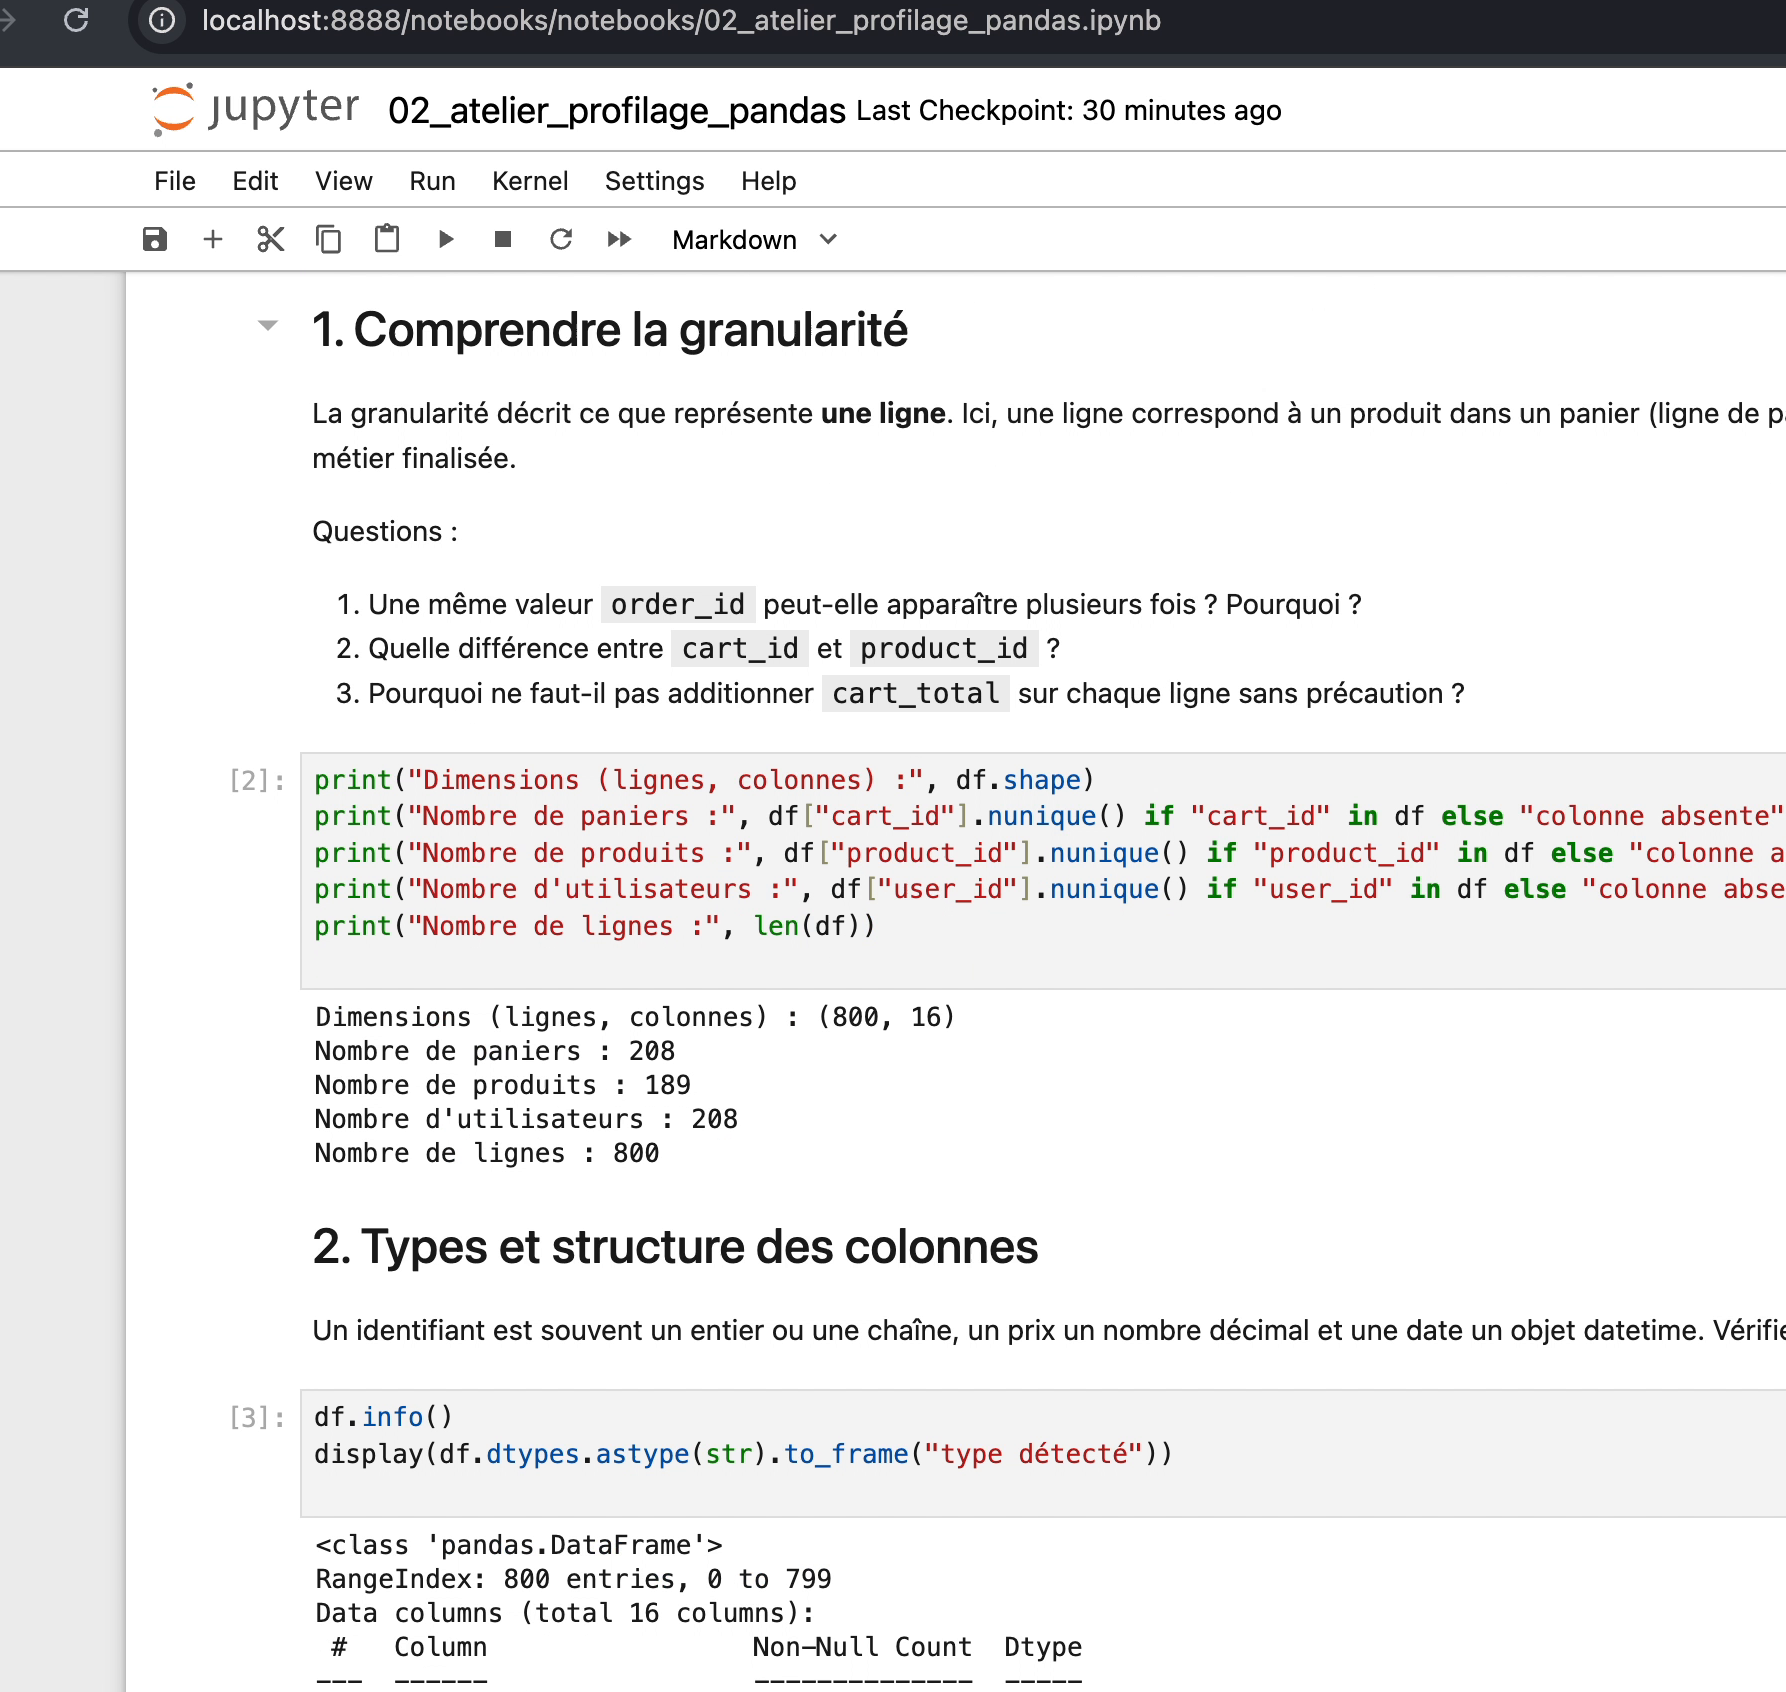 localhost:8888/notebooks/notebooks/02_atelier_profilage_pandas.ipynb
jupyter 02_atelier_profilage_pandas Last Checkpoint: 30 minutes ago
File Edit View Run Kernel Settings Help
Markdown
1. Comprendre la granularité
La granularité décrit ce que représente une ligne. Ici, une ligne correspond à un produit dans un panier (ligne de
métier finalisée.
Questions :
1. Une même valeur order_id peut-elle apparaître plusieurs fois ? Pourquoi ?
2. Quelle différence entre cart_id et product_id ?
3. Pourquoi ne faut-il pas additionner cart_total sur chaque ligne sans précaution ?
[2]: print("Dimensions (lignes, colonnes) :", df.shape)
print("Nombre de paniers :", df["cart_id"].nunique() if "cart_id" in df else "colonne absente"
print("Nombre de produits :", df["product_id"].nunique() if "product_id" in df else "colonne a
print("Nombre d'utilisateurs :", df["user_id"].nunique() if "user_id" in df else "colonne abse
print("Nombre de lignes :", len(df))
Dimensions (lignes, colonnes) : (800, 16)
Nombre de paniers : 208
Nombre de produits : 189
Nombre d'utilisateurs : 208
Nombre de lignes : 800
2. Types et structure des colonnes
Un identifiant est souvent un entier ou une chaîne, un prix un nombre décimal et une date un objet datetime. Vérifie
[3]: df.info()
display(df.dtypes.astype(str).to_frame("type détecté"))
<class 'pandas.DataFrame'>
RangeIndex: 800 entries, 0 to 799
Data columns (total 16 columns):
# Column Non-Null Count Dtype
--- ------ -------------- -----